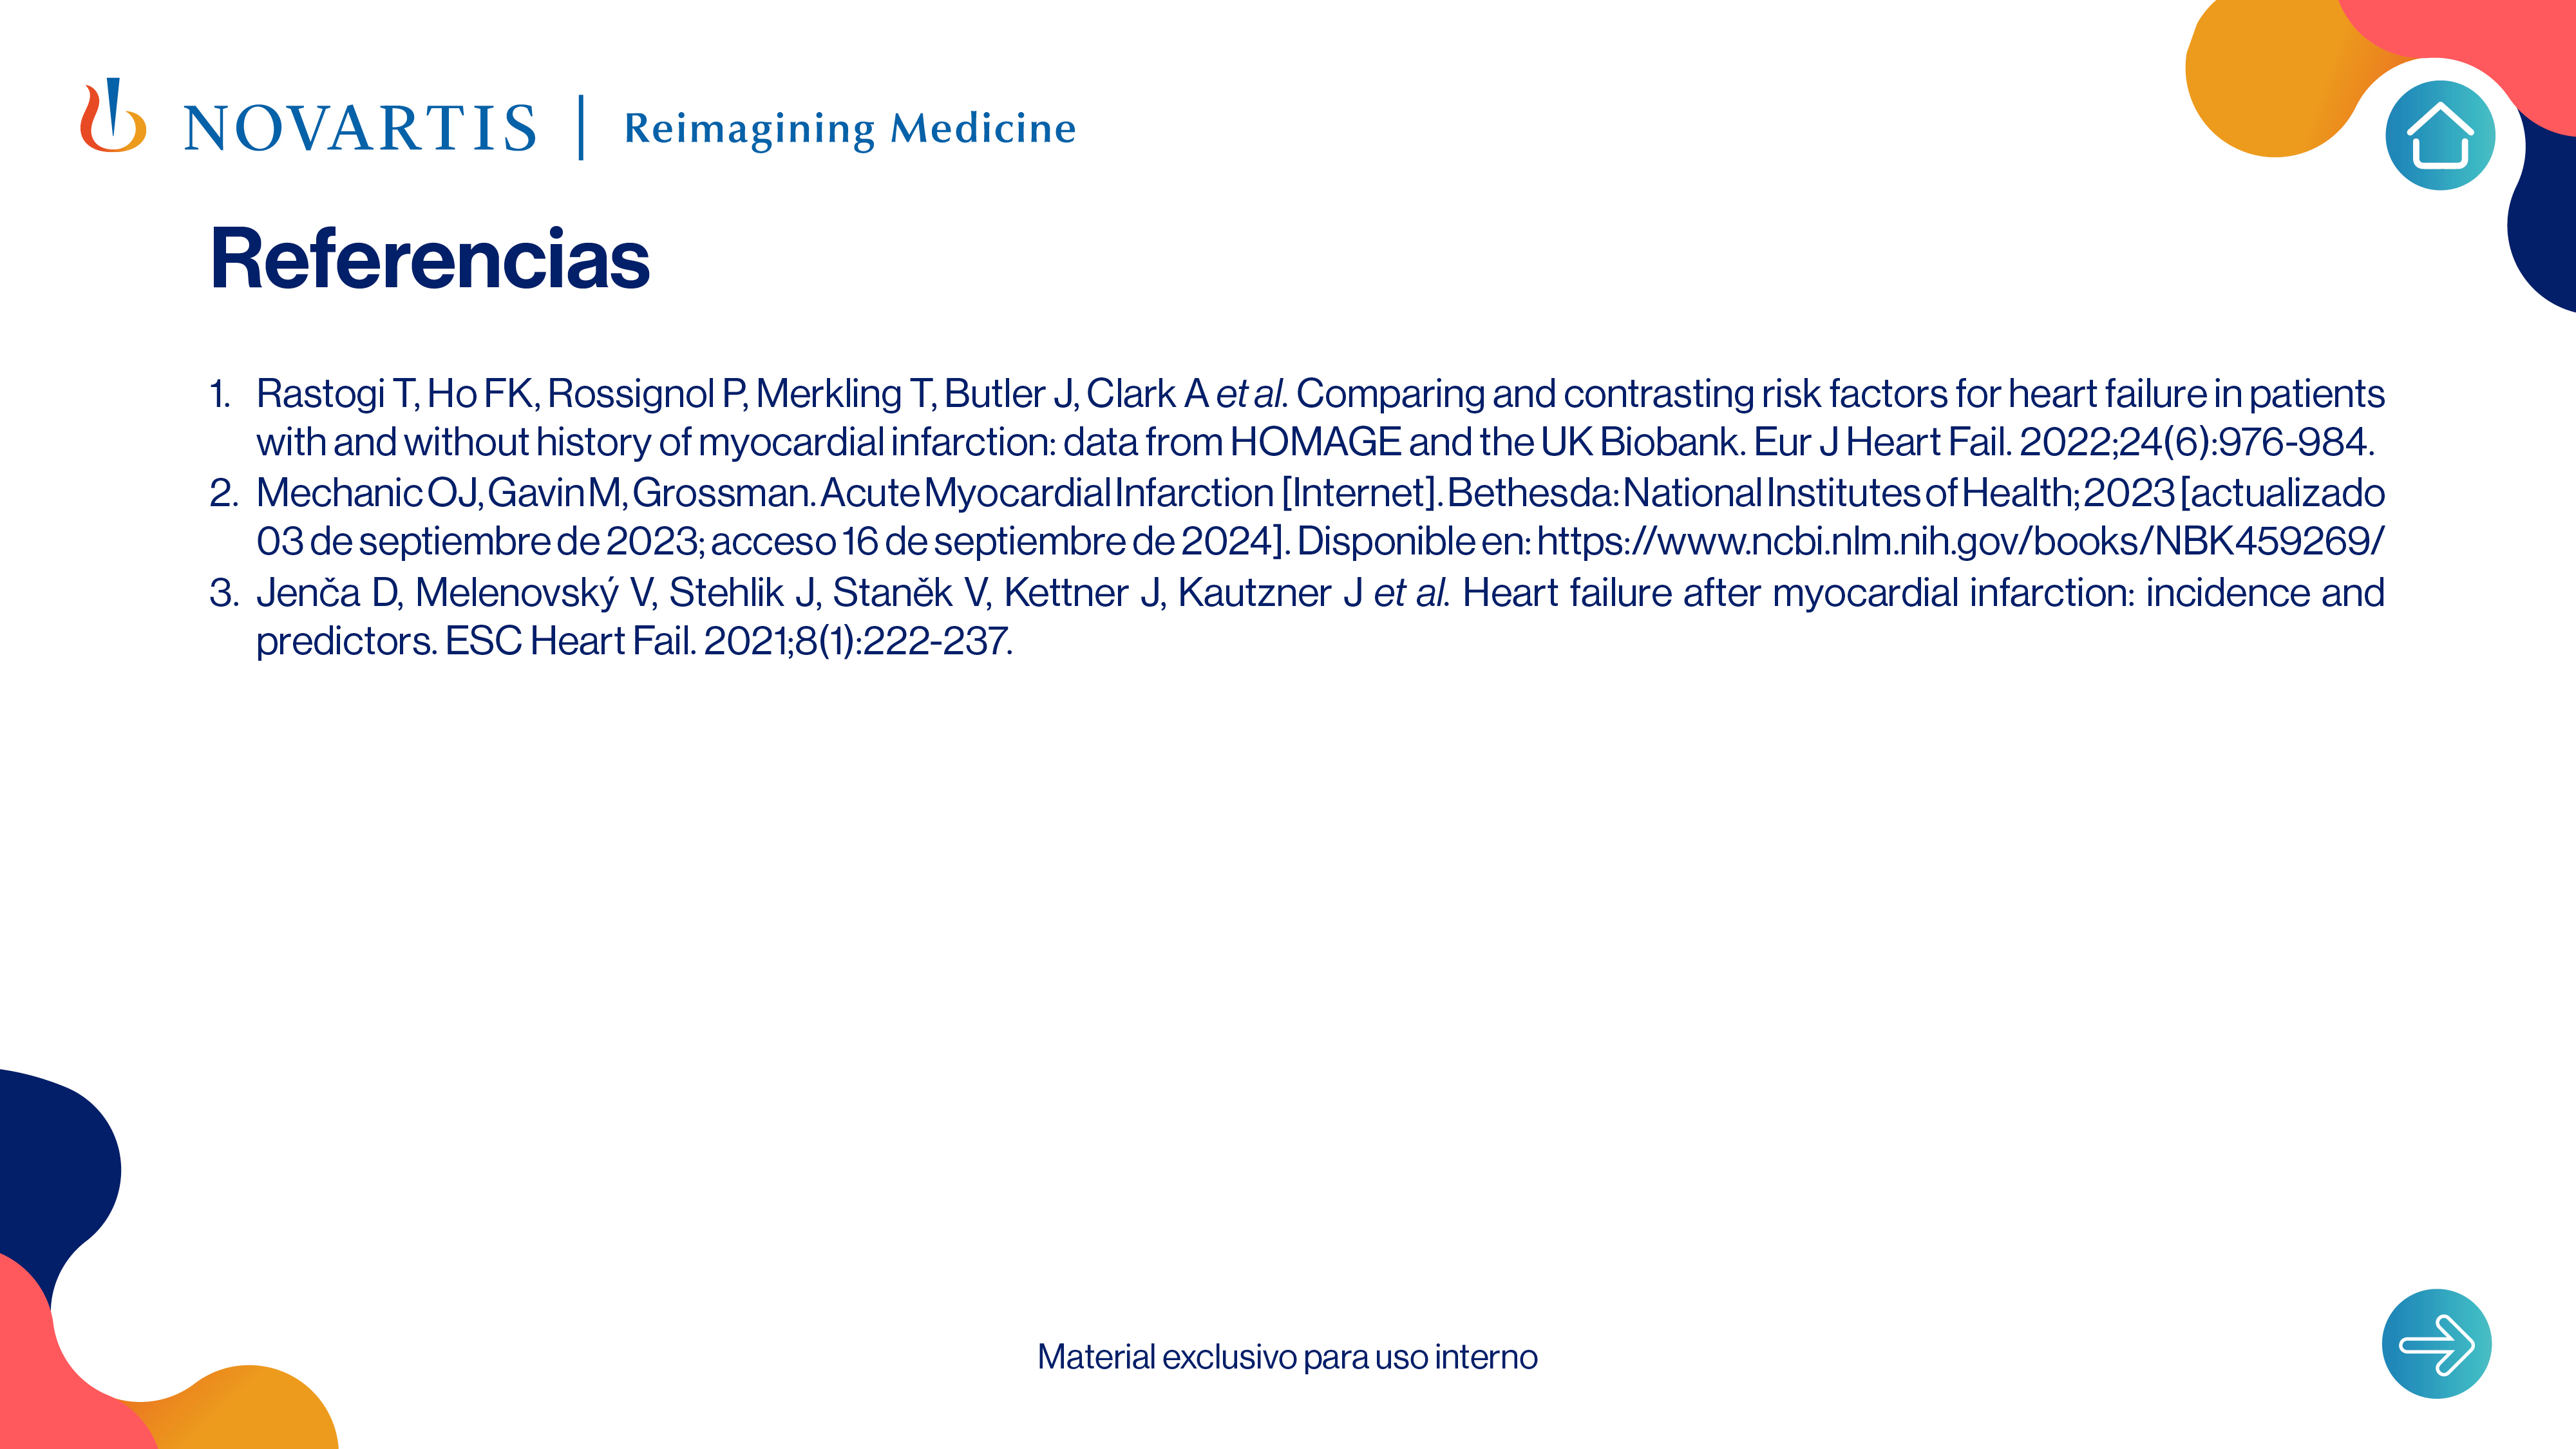 NOVARTIS | Reimagining Medicine
Referencias
1. Rastogi T, Ho FK, Rossignol P, Merkling T, Butler J, Clark A et al. Comparing and contrasting risk factors for heart failure in patients
with and without history of myocardial infarction: data from HOMAGE and the UK Biobank. Eur J Heart Fail. 2022;24(6):976-984.
2. Mechanic OJ, Gavin M, Grossman. Acute Myocardial Infarction [Internet]. Bethesda: National Institutes of Health; 2023 [actualizado
03 de septiembre de 2023; acceso 16 de septiembre de 2024]. Disponible en: https://www.ncbi.nlm.nih.gov/books/NBK459269/
3. Jenča D, Melenovský V, Stehlik J, Staněk V, Kettner J, Kautzner J et al. Heart failure after myocardial infarction: incidence and
predictors. ESC Heart Fail. 2021;8(1):222-237.
Material exclusivo para uso interno